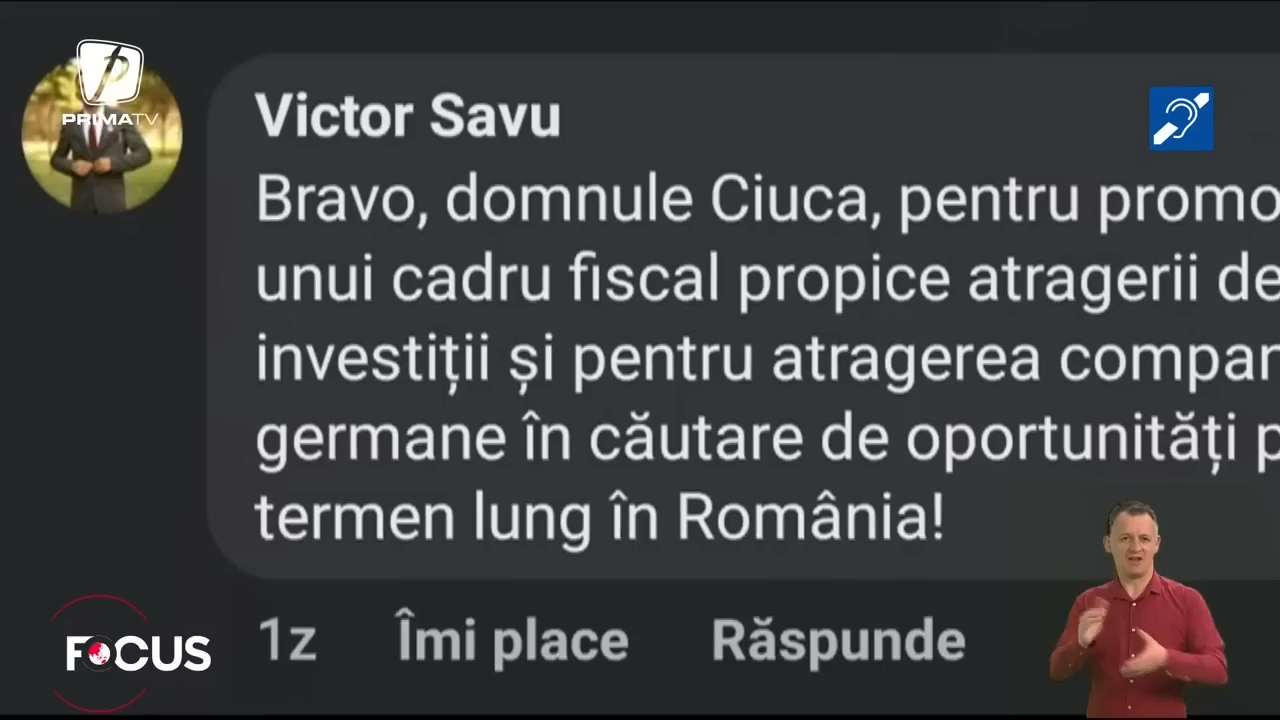 PRIMATV
Victor Savu
Bravo, domnule Ciuca, pentru promo
unui cadru fiscal propice atragerii de
investiții și pentru atragerea compan
germane în căutare de oportunități p
termen lung în România!
1z Îmi place Răspunde
FOCUS